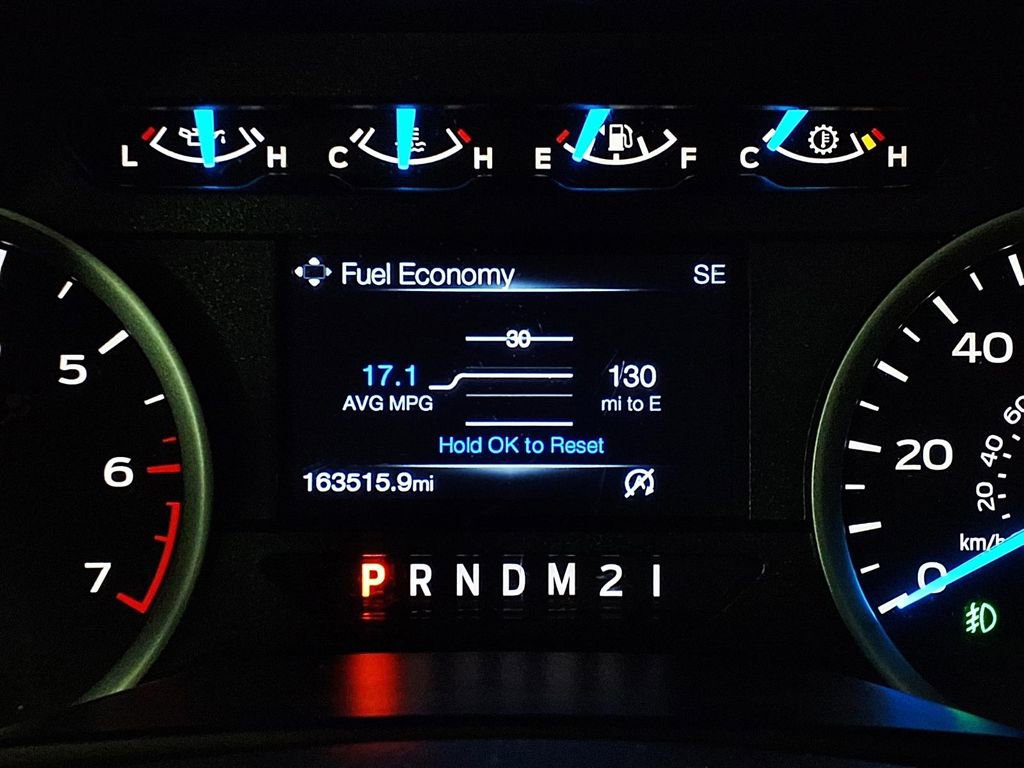 L H C H E F C H
Fuel Economy SE
30
17.1 130
AVG MPG mi to E
Hold OK to Reset
163515.9mi
P R N D M 2 1
5
6
7
40
20
0
60
40
20
km/h